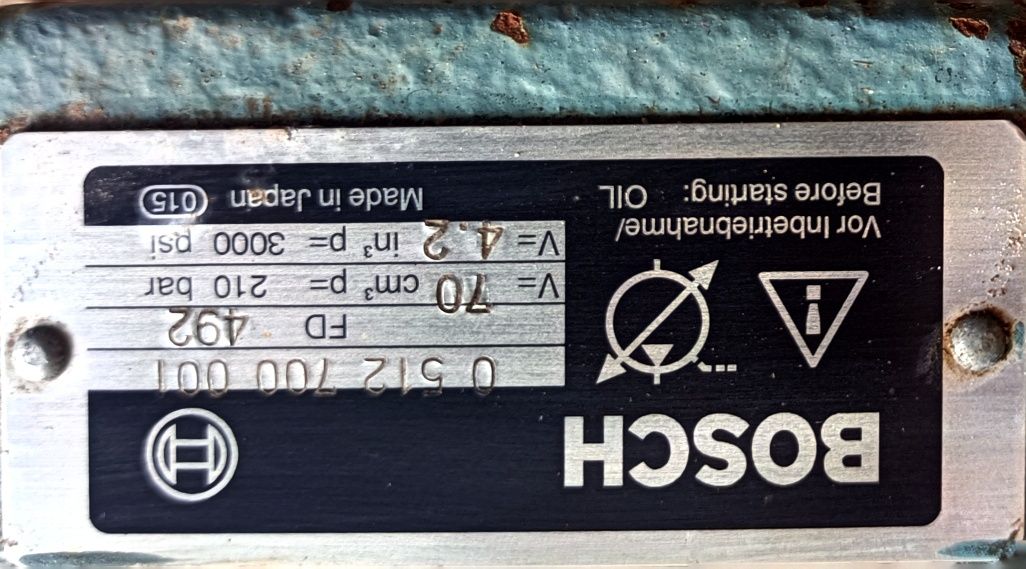 BOSCH
0 512 700 001
FD 492
V= 70 cm³ p= 210 bar
V= 4.2 in³ p= 3000 psi
Vor Inbetriebnahme/
Before starting: OIL
Made in Japan 015